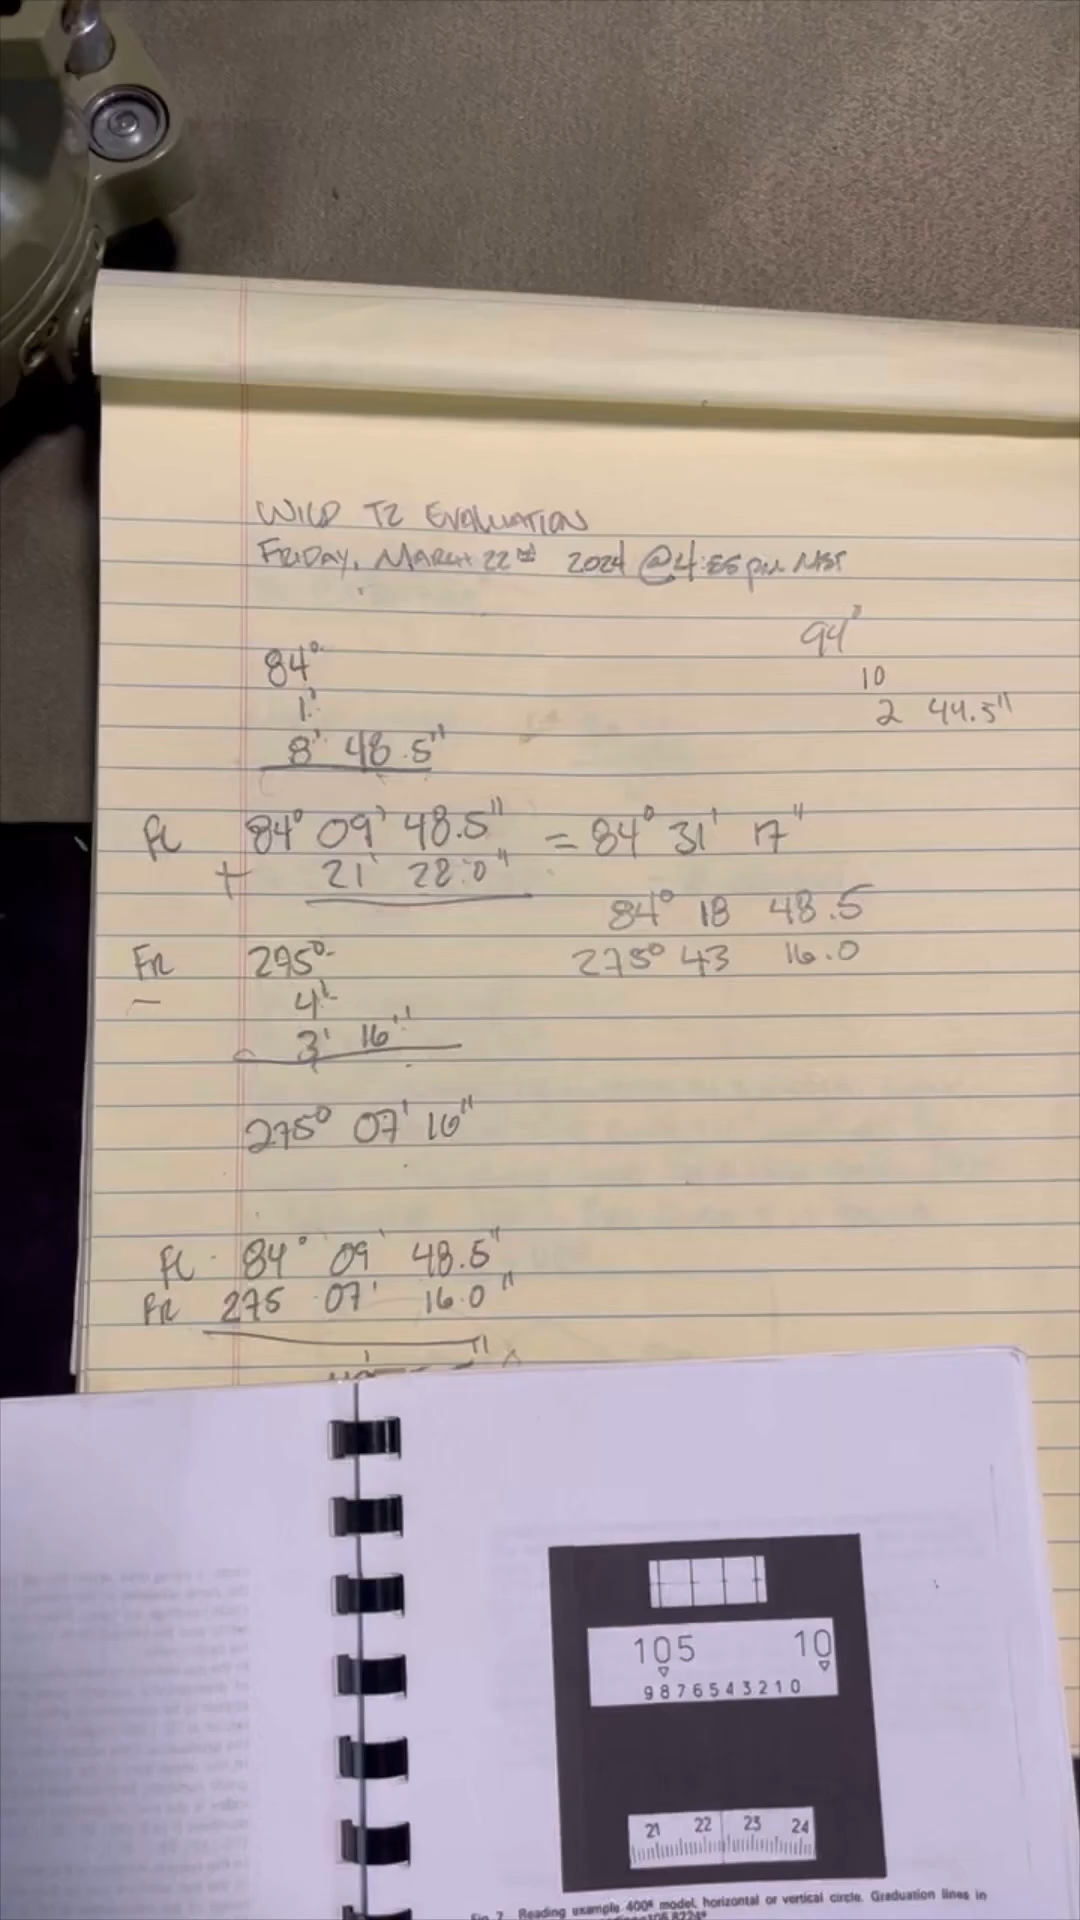 WILD T2 EVALUATION
FRIDAY, MARCH 22nd 2024 @4:55pm MST
84°
94°
1'
10
8' 48.5"
2 44.5"
FL 84° 09' 48.5" = 84° 31' 17"
+ 21' 28.0"
84° 18 48.5
FR 275°
275° 43 16.0
- 4'
3' 16"
275° 07' 16"
FL 84° 09' 48.5"
FR 275 07' 16.0"
105 10
9 8 7 6 5 4 3 2 1 0
21 22 23 24
Fig. 7 Reading example 400ᵍ model, horizontal or vertical circle. Graduation lines in